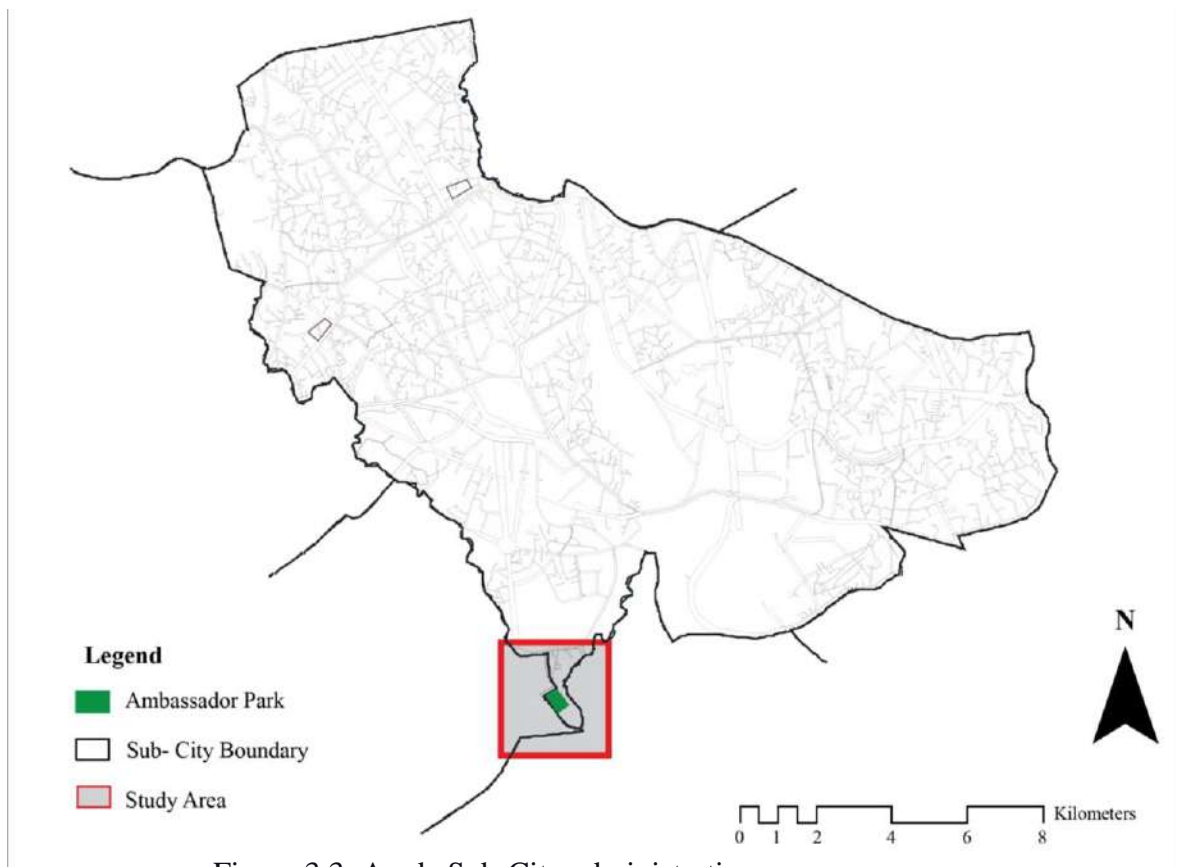 Legend
Ambassador Park
Sub- City Boundary
Study Area
N
Kilometers
0 1 2 4 6 8